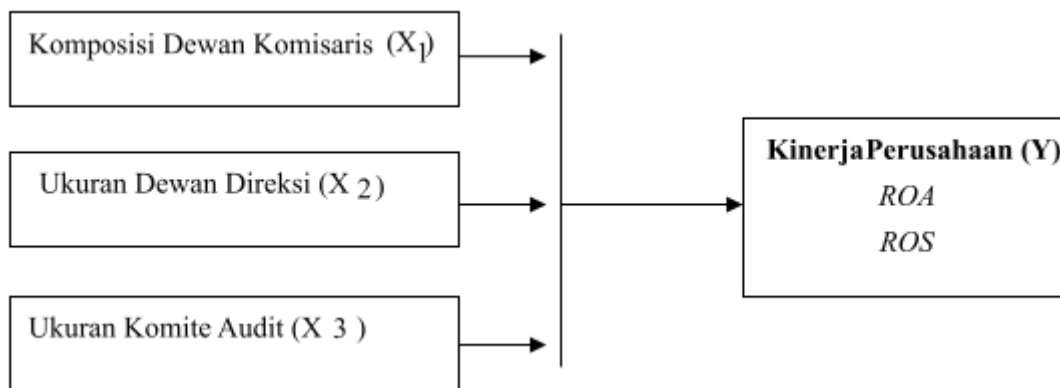 Komposisi Dewan Komisaris (X1)
Ukuran Dewan Direksi (X 2)
Ukuran Komite Audit (X 3 )
KinerjaPerusahaan (Y)
ROA
ROS